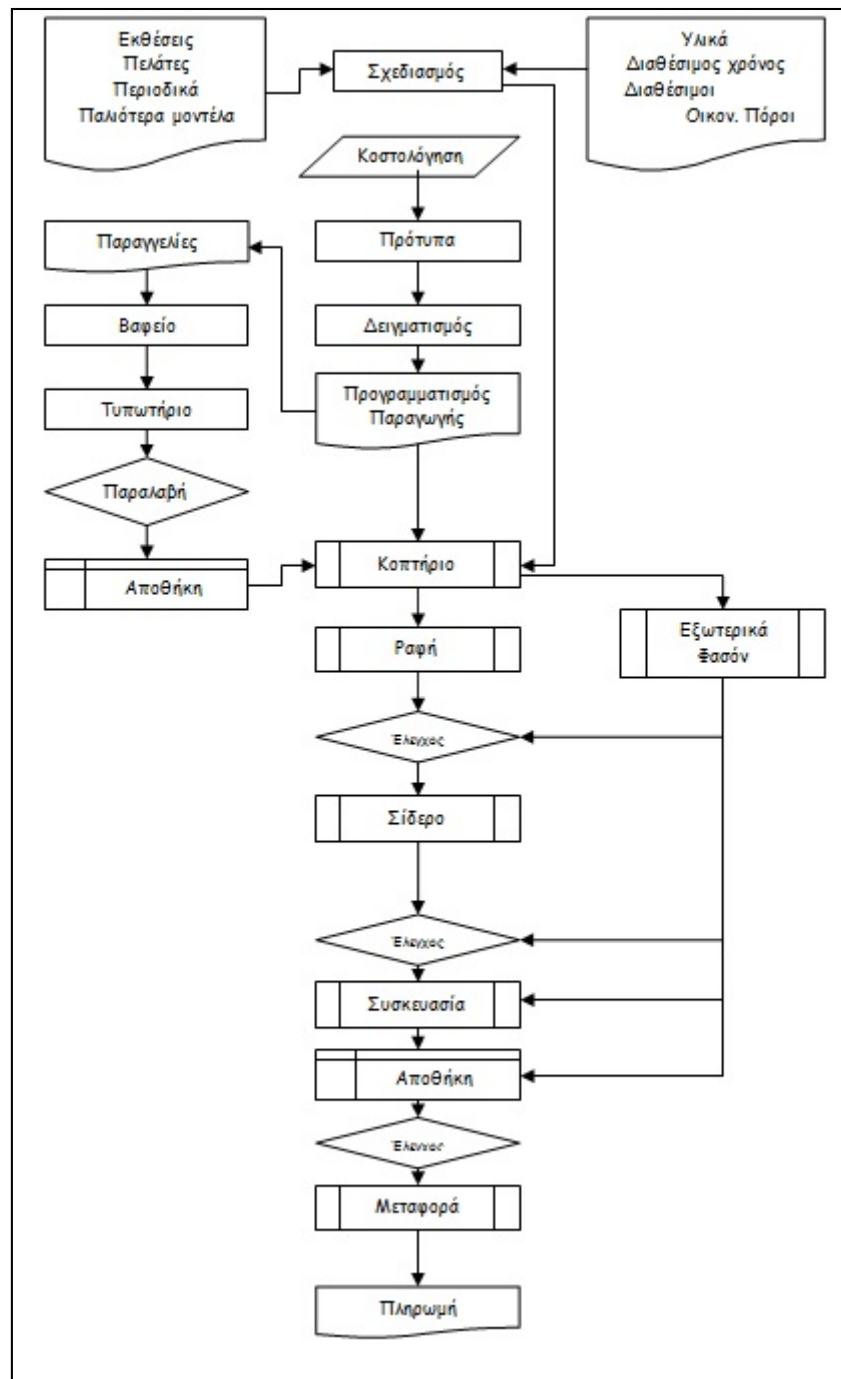 Εκθέσεις
Πελάτες
Περιοδικά
Παλιότερα μοντέλα
Σχεδιασμός
Υλικά
Διαθέσιμος χρόνος
Διαθέσιμοι
Οικον. Πόροι
Κοστολόγηση
Παραγγελίες
Πρότυπα
Βαφείο
Δειγματισμός
Τυπωτήριο
Προγραμματισμός
Παραγωγής
Παραλαβή
Αποθήκη
Κοπτήριο
Εξωτερικά
Φασόν
Ραφή
Έλεγχος
Σίδερο
Έλεγχος
Συσκευασία
Αποθήκη
Έλεγχος
Μεταφορά
Πληρωμή